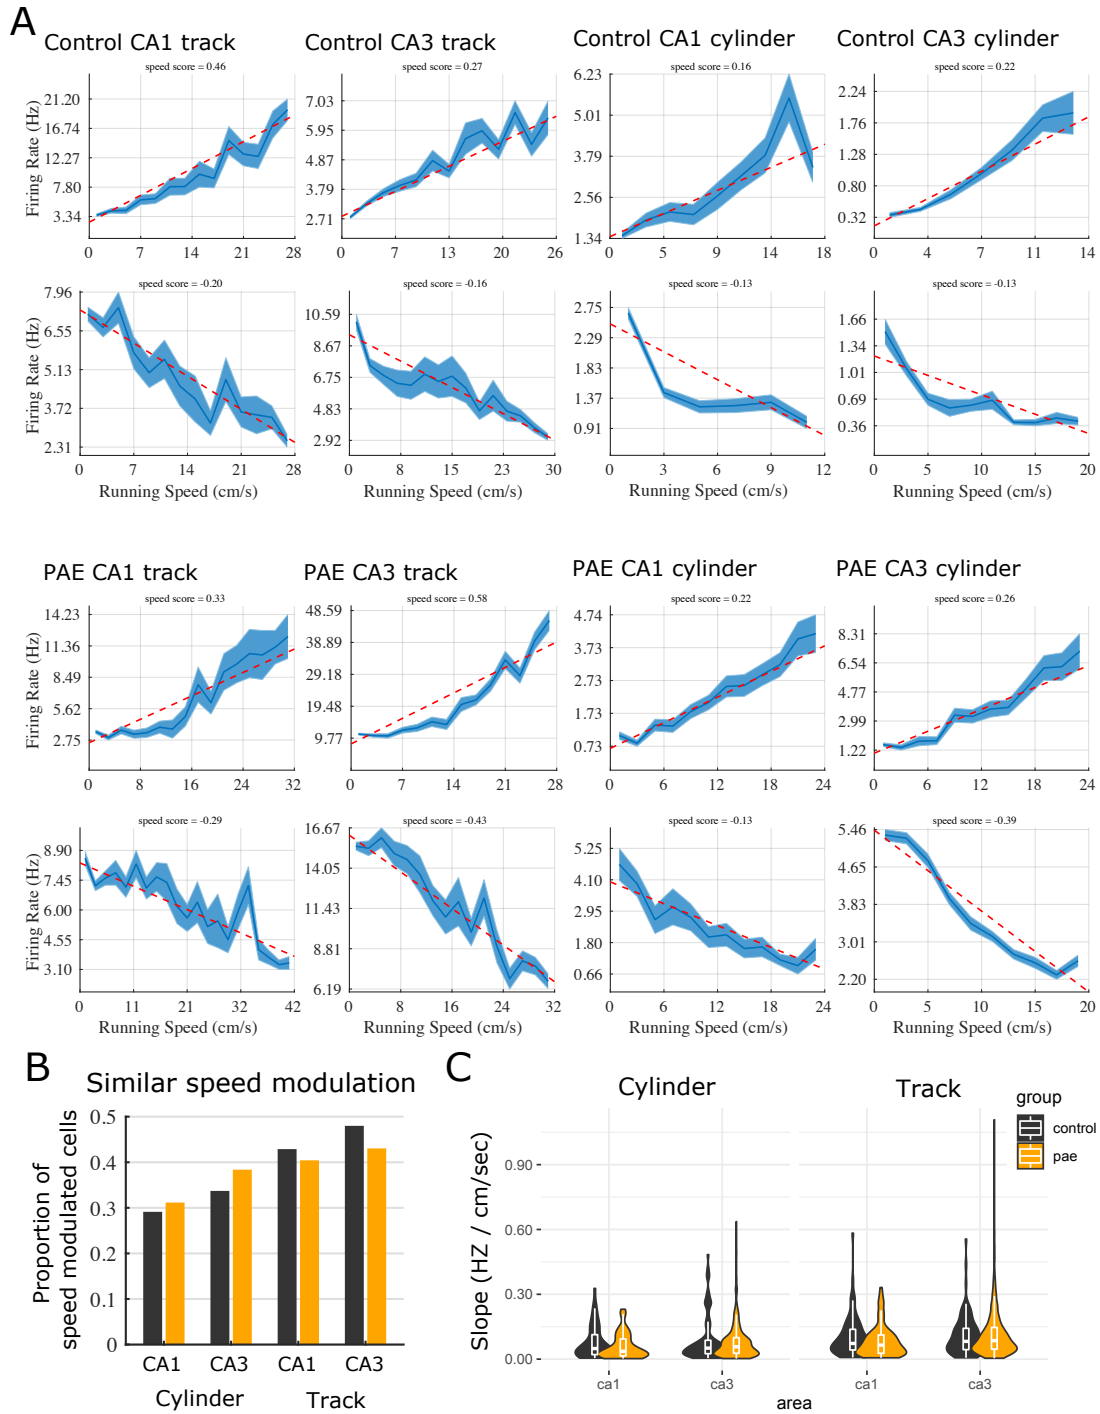 A
Control CA1 track
Control CA3 track
Control CA1 cylinder
Control CA3 cylinder
speed score = 0.46
speed score = 0.27
speed score = 0.16
speed score = 0.22
Firing Rate (Hz)
21.20
16.74
12.27
7.80
3.34
0 7 14 21 28
7.03
5.95
4.87
3.79
2.71
0 7 13 20 26
6.23
5.01
3.79
2.56
1.34
0 4 9 14 18
2.24
1.76
1.28
0.80
0.32
0 4 7 11 14
speed score = -0.20
speed score = -0.16
speed score = -0.13
speed score = -0.13
Firing Rate (Hz)
7.96
6.55
5.13
3.72
2.31
0 7 14 21 28
Running Speed (cm/s)
10.59
8.67
6.75
4.83
2.92
0 8 15 23 30
Running Speed (cm/s)
2.75
2.29
1.83
1.37
0.91
0 3 6 9 12
Running Speed (cm/s)
1.66
1.34
1.01
0.69
0.36
0 5 10 15 20
Running Speed (cm/s)
PAE CA1 track
PAE CA3 track
PAE CA1 cylinder
PAE CA3 cylinder
speed score = 0.33
speed score = 0.58
speed score = 0.22
speed score = 0.26
Firing Rate (Hz)
14.23
11.36
8.49
5.62
2.75
0 8 16 24 32
48.59
38.89
29.18
19.48
9.77
0 7 14 21 28
4.74
3.73
2.73
1.73
0.73
0 6 12 18 24
8.31
6.54
4.77
2.99
1.22
0 6 12 18 24
speed score = -0.29
speed score = -0.43
speed score = -0.13
speed score = -0.39
Firing Rate (Hz)
8.90
7.45
6.00
4.55
3.10
0 11 21 32 42
Running Speed (cm/s)
16.67
14.05
11.43
8.81
6.19
0 8 16 24 32
Running Speed (cm/s)
5.25
4.10
2.95
1.80
0.66
0 6 12 18 24
Running Speed (cm/s)
5.46
4.65
3.83
3.01
2.20
0 5 10 15 20
Running Speed (cm/s)
B
Similar speed modulation
Proportion of
speed modulated cells
0.5
0.4
0.3
0.2
0.1
0
CA1 CA3 CA1 CA3
Cylinder Track
C
Cylinder
Track
group
control
pae
Slope (HZ / cm/sec)
0.90
0.60
0.30
0.00
ca1 ca3 ca1 ca3
area